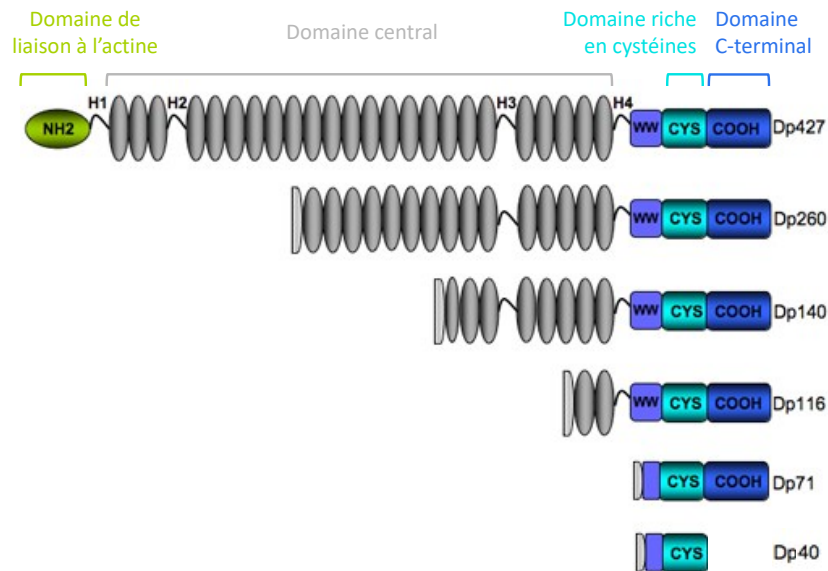 Domaine de
liaison à l'actine
Domaine central
Domaine riche
en cystéines
Domaine
C-terminal
H1
H2
H3
H4
NH2
WW
CYS
COOH
Dp427
Dp260
WW
CYS
COOH
Dp140
WW
CYS
COOH
Dp116
WW
CYS
COOH
Dp71
CYS
COOH
Dp40
CYS